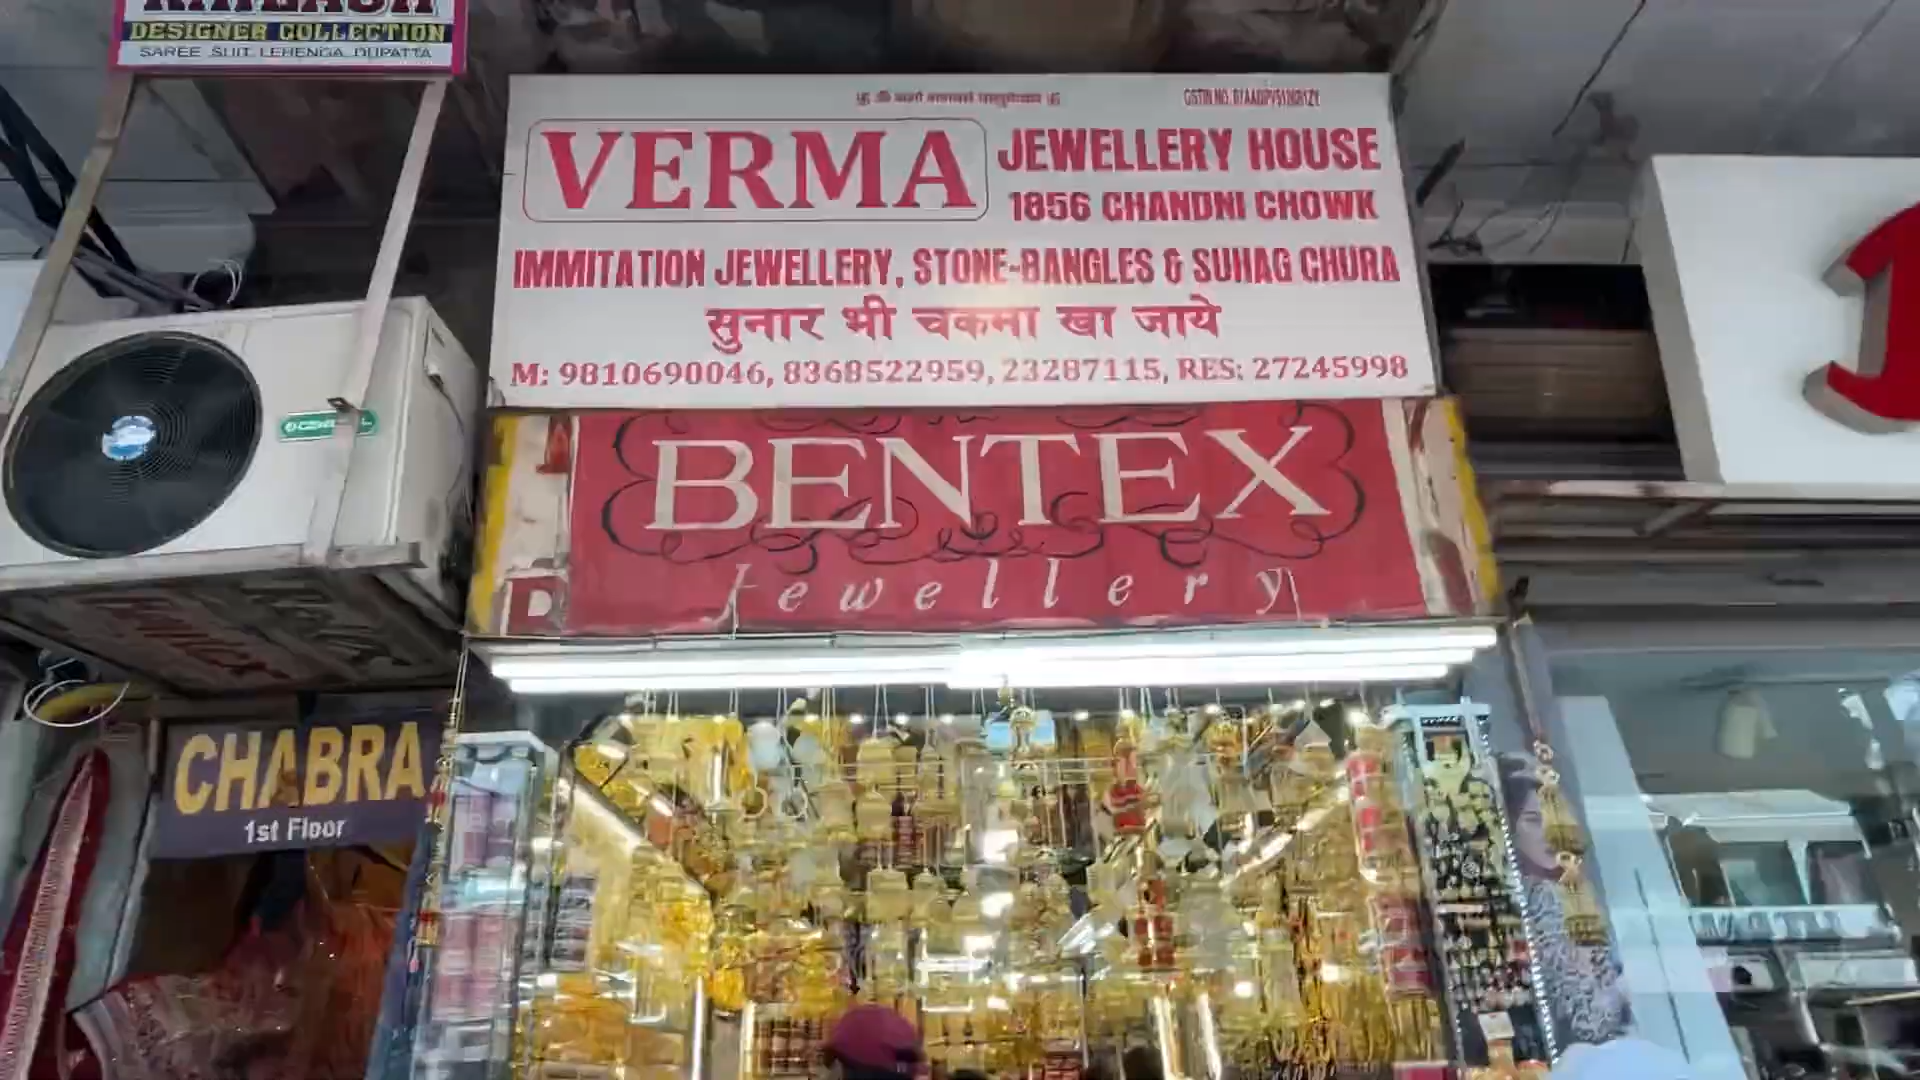 DESIGNER COLLECTION
SAREE SUIT LEHENGA DUPATTA
VERMA
JEWELLERY HOUSE
1856 CHANDNI CHOWK
IMMITATION JEWELLERY, STONE-BANGLES & SUHAG CHURA
सुनार भी चकमा खा जाये
M: 9810690046, 8368522959, 23287115, RES: 27245998
BENTEX
Jewellery
CHABRA
1st Floor